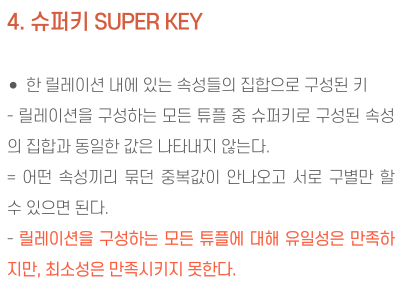 4. 슈퍼키 SUPER KEY
• 한 릴레이션 내에 있는 속성들의 집합으로 구성된 키
- 릴레이션을 구성하는 모든 튜플 중 슈퍼키로 구성된 속성
의 집합과 동일한 값은 나타내지 않는다.
= 어떤 속성끼리 묶던 중복값이 안나오고 서로 구별만 할
수 있으면 된다.
- 릴레이션을 구성하는 모든 튜플에 대해 유일성은 만족하
지만, 최소성은 만족시키지 못한다.